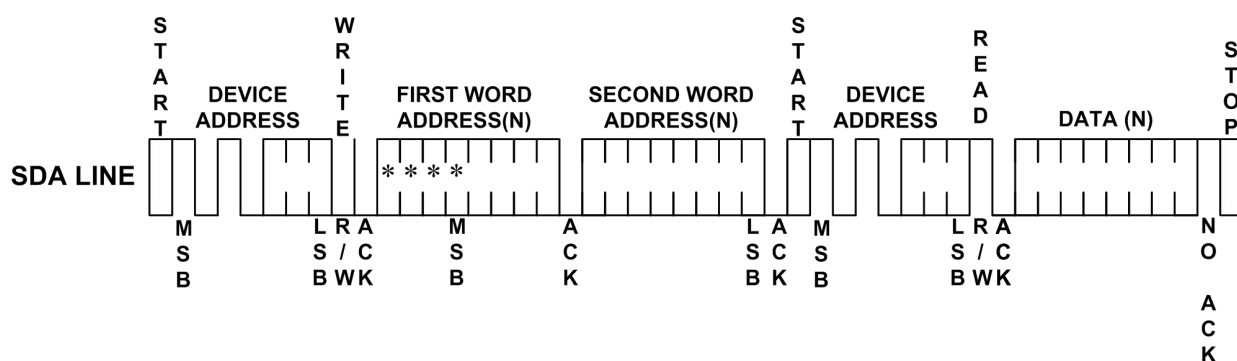 START
WRITE
START
READ
STOP
DEVICE
ADDRESS
FIRST WORD
ADDRESS(N)
SECOND WORD
ADDRESS(N)
DEVICE
ADDRESS
DATA (N)
SDA LINE
* * * *
MSB
LSB
R/W
ACK
MSB
ACK
LSB
ACK
MSB
LSB
R/W
ACK
NO ACK